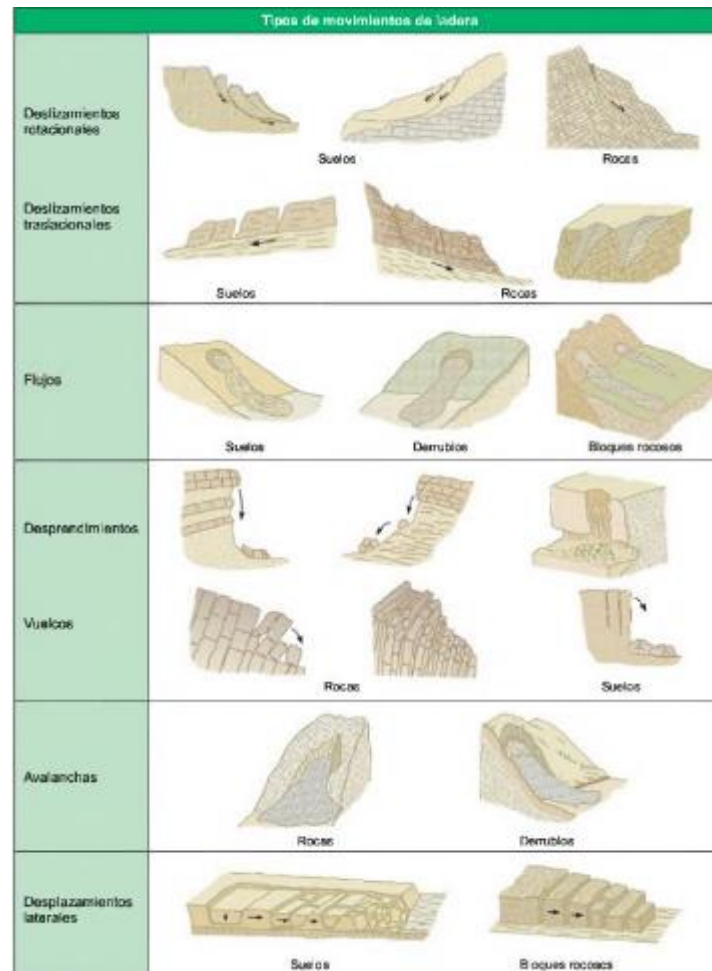 Tipos de movimientos de ladera
Deslizamientos
rotacionales
Suelos
Rocas
Deslizamientos
traslacionales
Suelos
Rocas
Flujos
Suelos
Derrubios
Bloques rocosos
Desprendimientos
Vuelcos
Rocas
Suelos
Avalanchas
Rocas
Derrubios
Desplazamientos
laterales
Suelos
Bloques rocosos